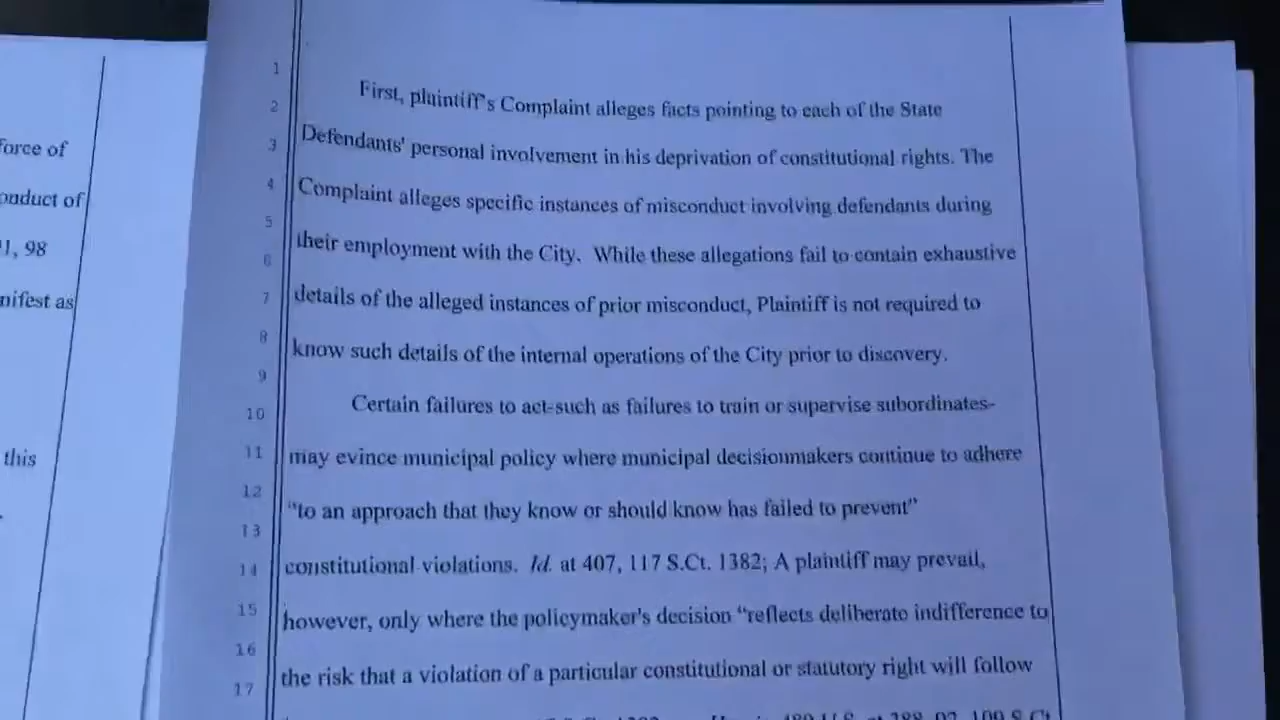 force of
onduct of
1, 98
nifest as
this
1
2
3
4
5
6
7
8
9
10
11
12
13
14
15
16
17
First, plaintiff's Complaint alleges facts pointing to each of the State
Defendants' personal involvement in his deprivation of constitutional rights. The
Complaint alleges specific instances of misconduct involving defendants during
their employment with the City. While these allegations fail to contain exhaustive
details of the alleged instances of prior misconduct, Plaintiff is not required to
know such details of the internal operations of the City prior to discovery.
Certain failures to act-such as failures to train or supervise subordinates-
may evince municipal policy where municipal decisionmakers continue to adhere
"to an approach that they know or should know has failed to prevent"
constitutional violations. Id. at 407, 117 S.Ct. 1382; A plaintiff may prevail,
however, only where the policymaker's decision "reflects deliberate indifference to
the risk that a violation of a particular constitutional or statutory right will follow